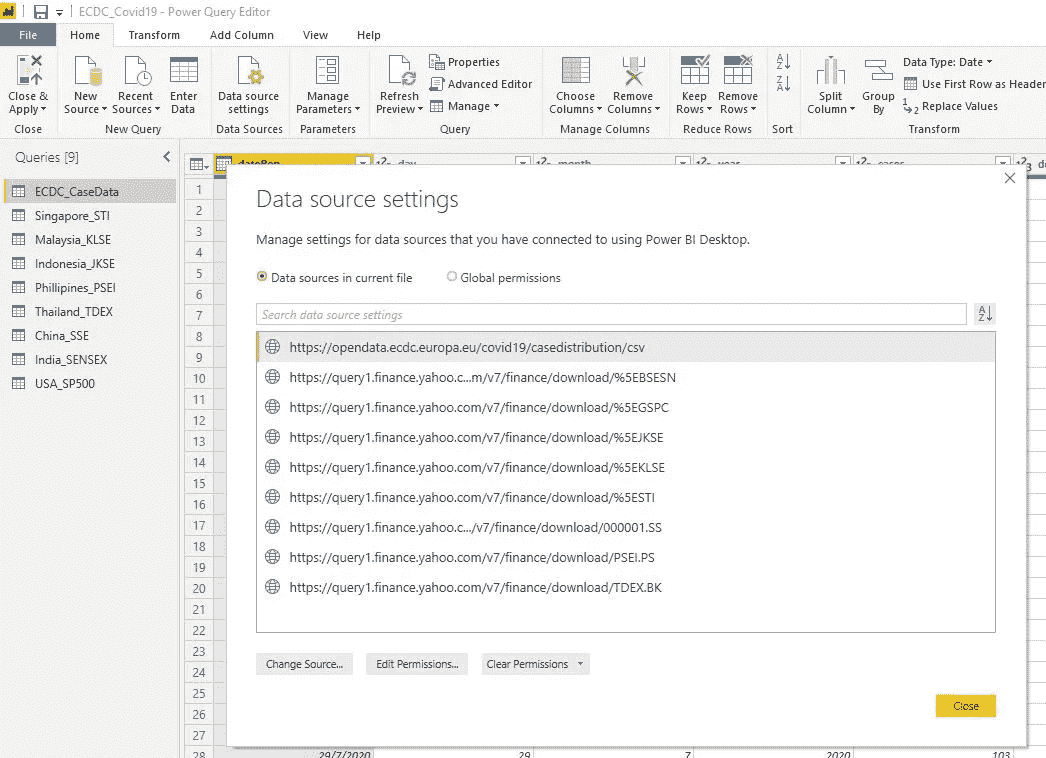 ECDC_Covid19 - Power Query Editor
File Home Transform Add Column View Help
Close & Apply
New Source
Recent Sources
Enter Data
Data source settings
Manage Parameters
Refresh Preview
Properties
Advanced Editor
Manage
Choose Columns
Remove Columns
Keep Rows
Remove Rows
Split Column
Group By
Data Type: Date
Use First Row as Header
Replace Values
Close New Query Data Sources Parameters Query Manage Columns Reduce Rows Sort Transform
Queries [9]
ECDC_CaseData
Singapore_STI
Malaysia_KLSE
Indonesia_JKSE
Phillipines_PSEI
Thailand_TDEX
China_SSE
India_SENSEX
USA_SP500
dateRep day month year cases
1
2
3
4
5
6
7
8
9
10
11
12
13
14
15
16
17
18
19
20
21
22
23
24
25
26
27
28 29/7/2020 29 7 2020 103
Data source settings
Manage settings for data sources that you have connected to using Power BI Desktop.
Data sources in current file Global permissions
Search data source settings
https://opendata.ecdc.europa.eu/covid19/casedistribution/csv
https://query1.finance.yahoo.c...m/v7/finance/download/%5EBSESN
https://query1.finance.yahoo.com/v7/finance/download/%5EGSPC
https://query1.finance.yahoo.com/v7/finance/download/%5EJKSE
https://query1.finance.yahoo.com/v7/finance/download/%5EKLSE
https://query1.finance.yahoo.com/v7/finance/download/%5ESTI
https://query1.finance.yahoo.c.../v7/finance/download/000001.SS
https://query1.finance.yahoo.com/v7/finance/download/PSEI.PS
https://query1.finance.yahoo.com/v7/finance/download/TDEX.BK
Change Source... Edit Permissions... Clear Permissions
Close